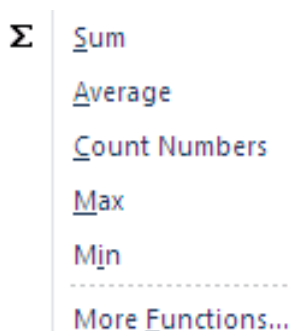 Σ Sum
Average
Count Numbers
Max
Min
More Functions...